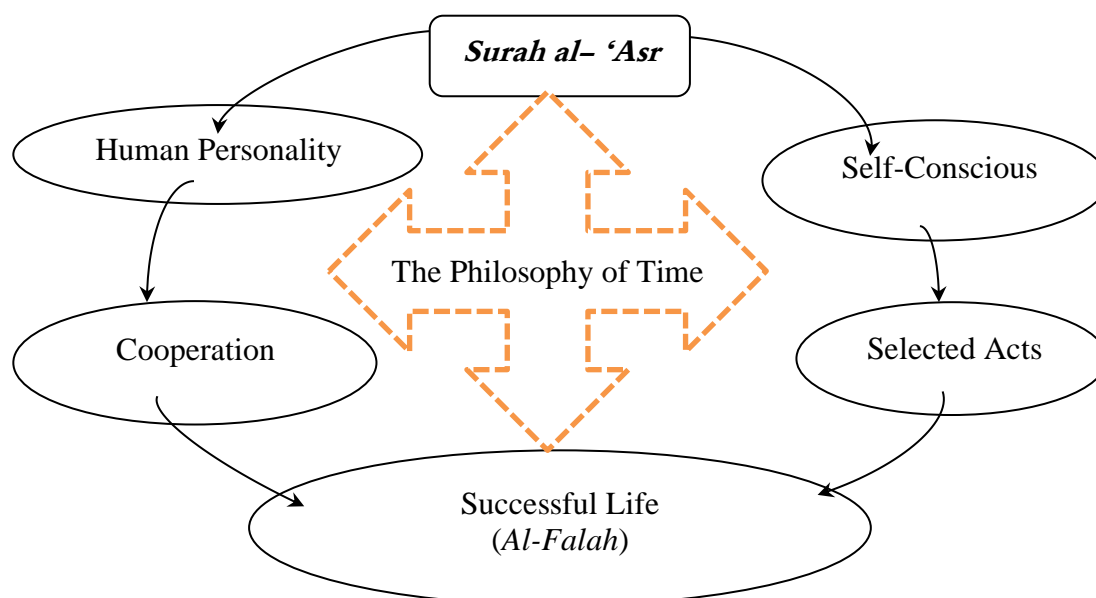 Surah al– ‘Asr
Human Personality
Self-Conscious
The Philosophy of Time
Cooperation
Selected Acts
Successful Life
(Al-Falah)